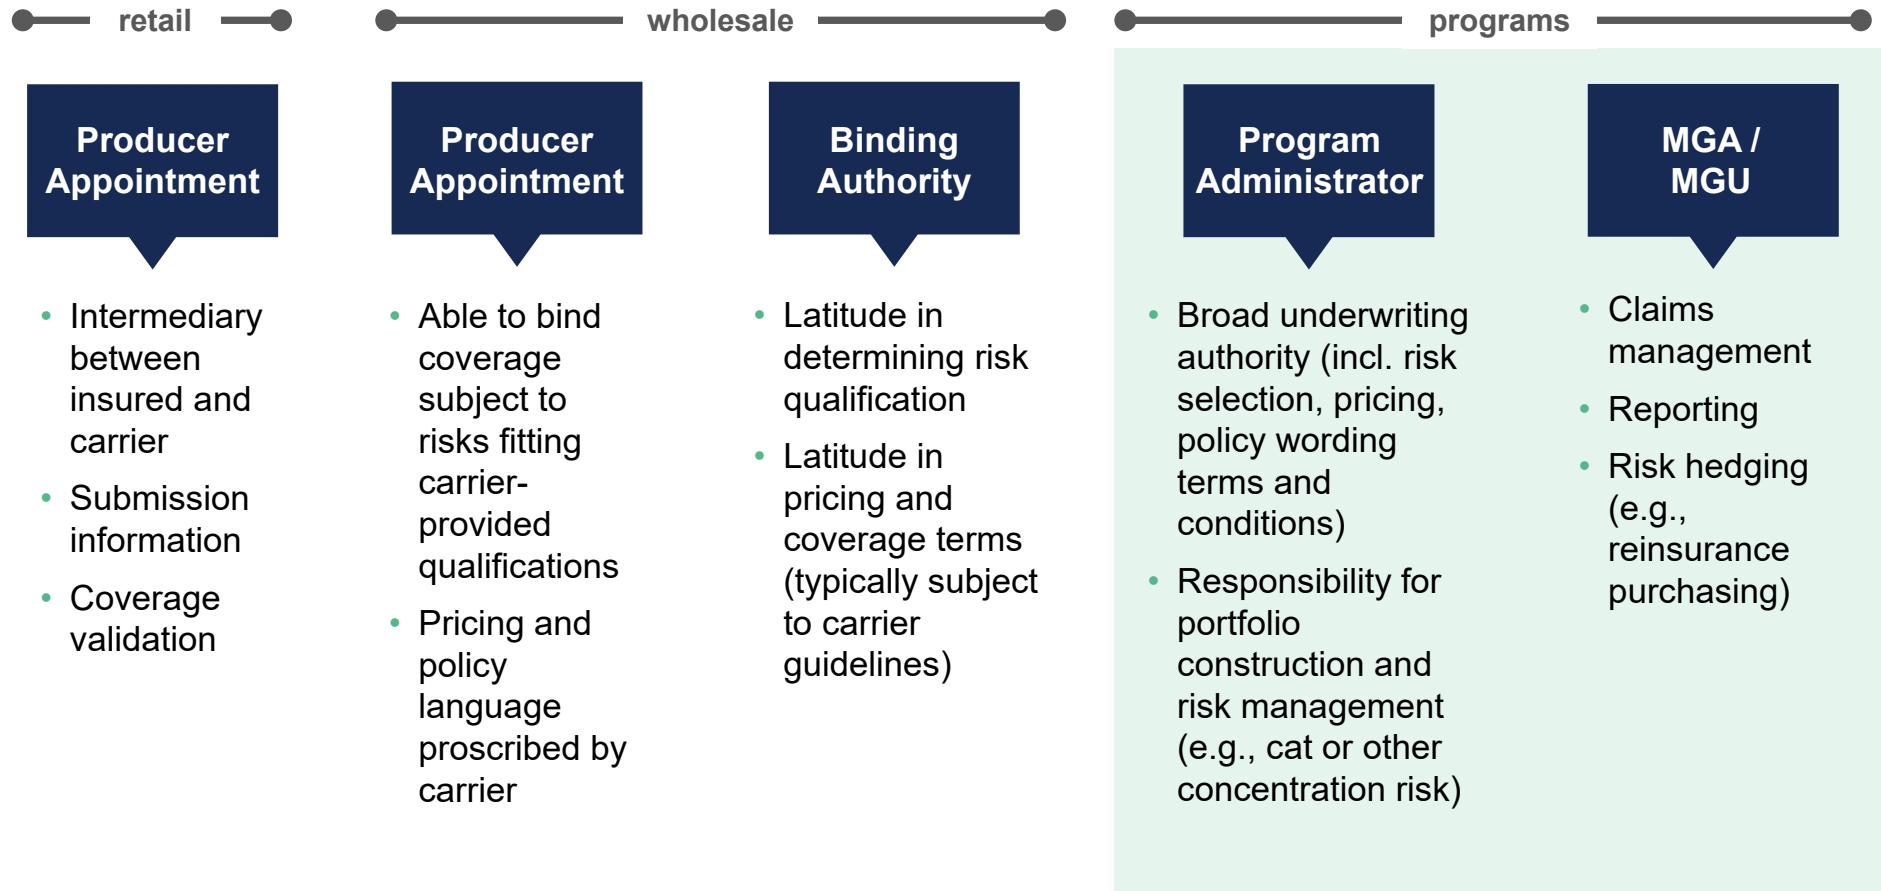 retail
wholesale
programs
Producer
Appointment
• Intermediary
between
insured and
carrier
• Submission
information
• Coverage
validation
Producer
Appointment
• Able to bind
coverage
subject to
risks fitting
carrier-
provided
qualifications
• Pricing and
policy
language
proscribed by
carrier
Binding
Authority
• Latitude in
determining risk
qualification
• Latitude in
pricing and
coverage terms
(typically subject
to carrier
guidelines)
Program
Administrator
• Broad underwriting
authority (incl. risk
selection, pricing,
policy wording
terms and
conditions)
• Responsibility for
portfolio
construction and
risk management
(e.g., cat or other
concentration risk)
MGA /
MGU
• Claims
management
• Reporting
• Risk hedging
(e.g.,
reinsurance
purchasing)